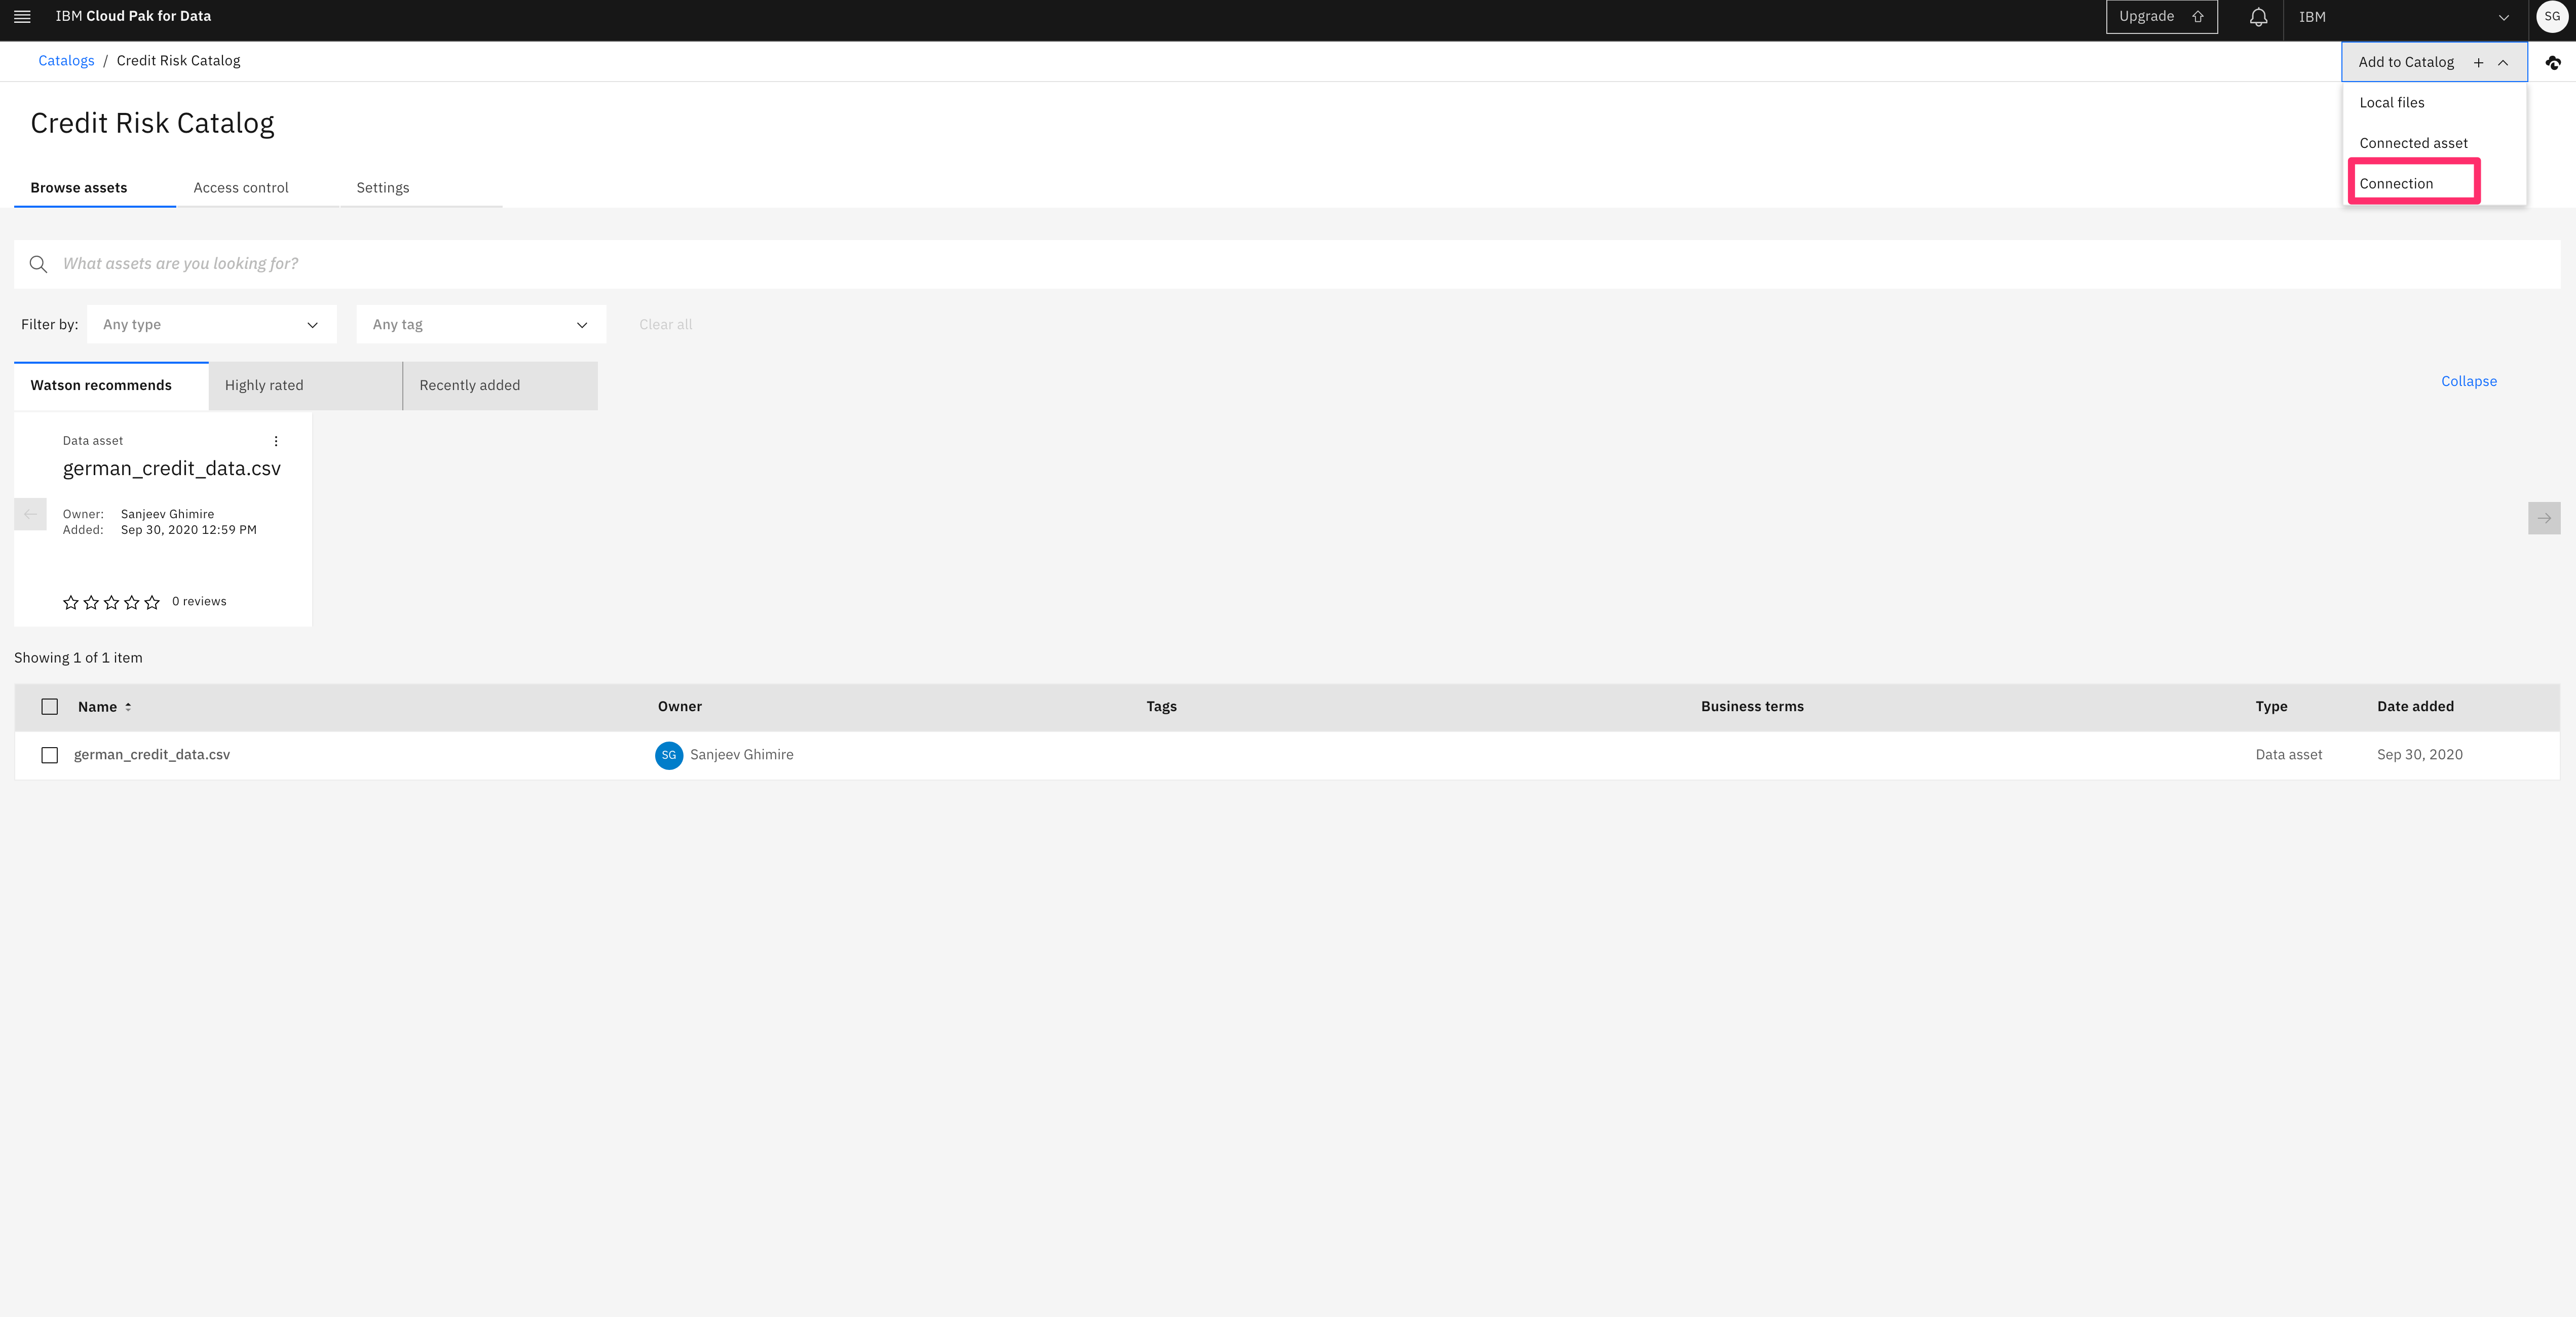 IBM Cloud Pak for Data
Upgrade
IBM
SG
Catalogs / Credit Risk Catalog
Add to Catalog +
Local files
Connected asset
Connection
Credit Risk Catalog
Browse assets
Access control
Settings
What assets are you looking for?
Filter by:
Any type
Any tag
Clear all
Watson recommends
Highly rated
Recently added
Collapse
Data asset
german_credit_data.csv
Owner: Sanjeev Ghimire
Added: Sep 30, 2020 12:59 PM
0 reviews
Showing 1 of 1 item
Name Owner Tags Business terms Type Date added
german_credit_data.csv SG Sanjeev Ghimire Data asset Sep 30, 2020